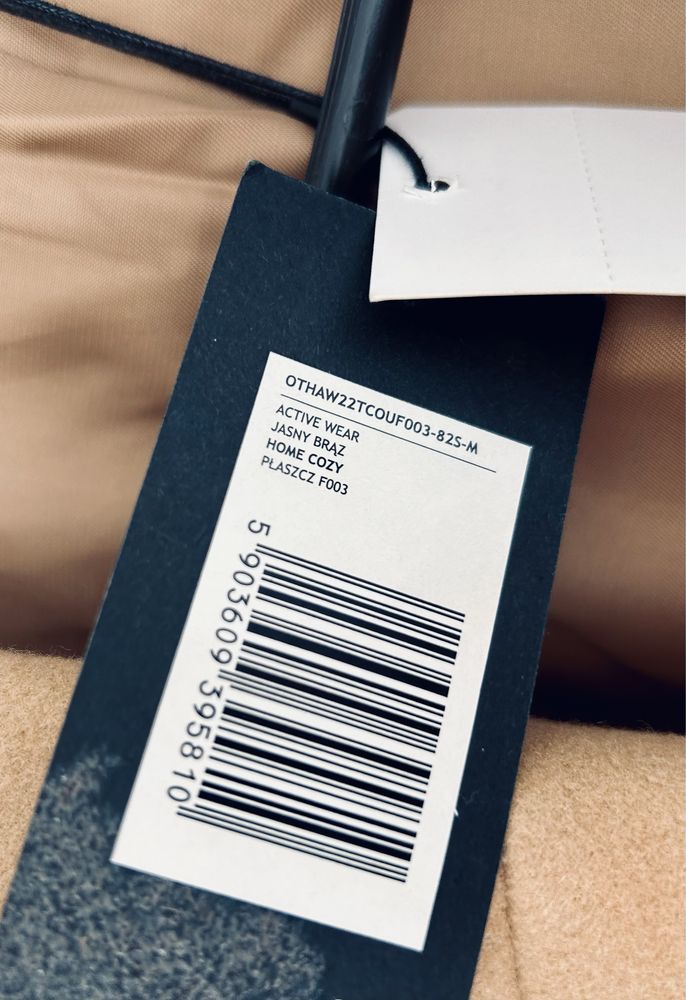 OTHAW22TCOUF003-82S-M
ACTIVE WEAR
JASNY BRĄZ
HOME COZY
PŁASZCZ F003
5 903609 395810